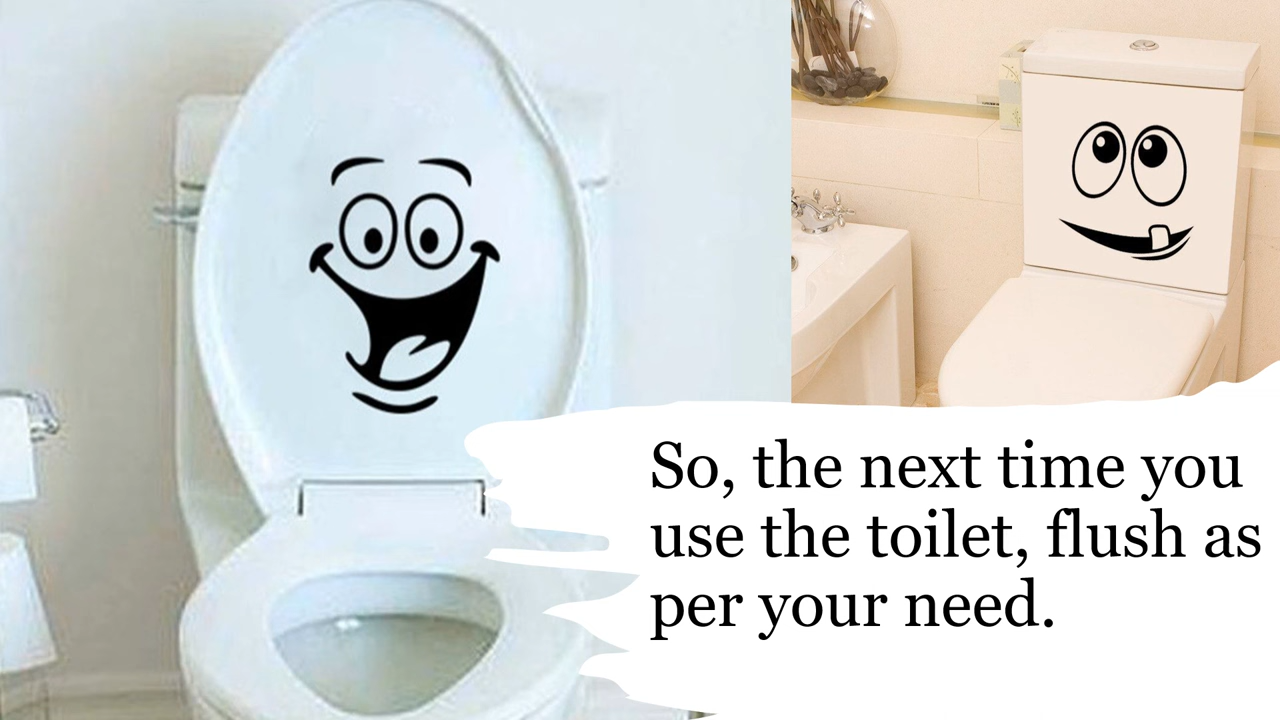 So, the next time you
use the toilet, flush as
per your need.